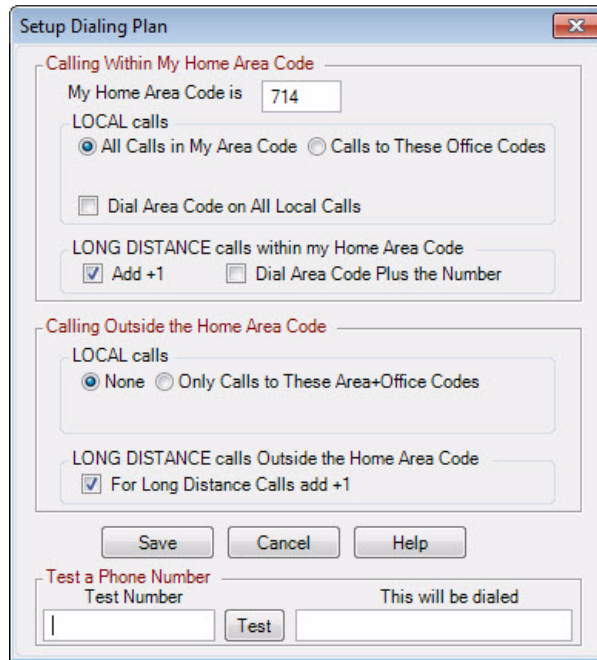 Setup Dialing Plan
Calling Within My Home Area Code
My Home Area Code is 714
LOCAL calls
All Calls in My Area Code Calls to These Office Codes
Dial Area Code on All Local Calls
LONG DISTANCE calls within my Home Area Code
Add +1 Dial Area Code Plus the Number
Calling Outside the Home Area Code
LOCAL calls
None Only Calls to These Area+Office Codes
LONG DISTANCE calls Outside the Home Area Code
For Long Distance Calls add +1
Save Cancel Help
Test a Phone Number
Test Number This will be dialed
Test